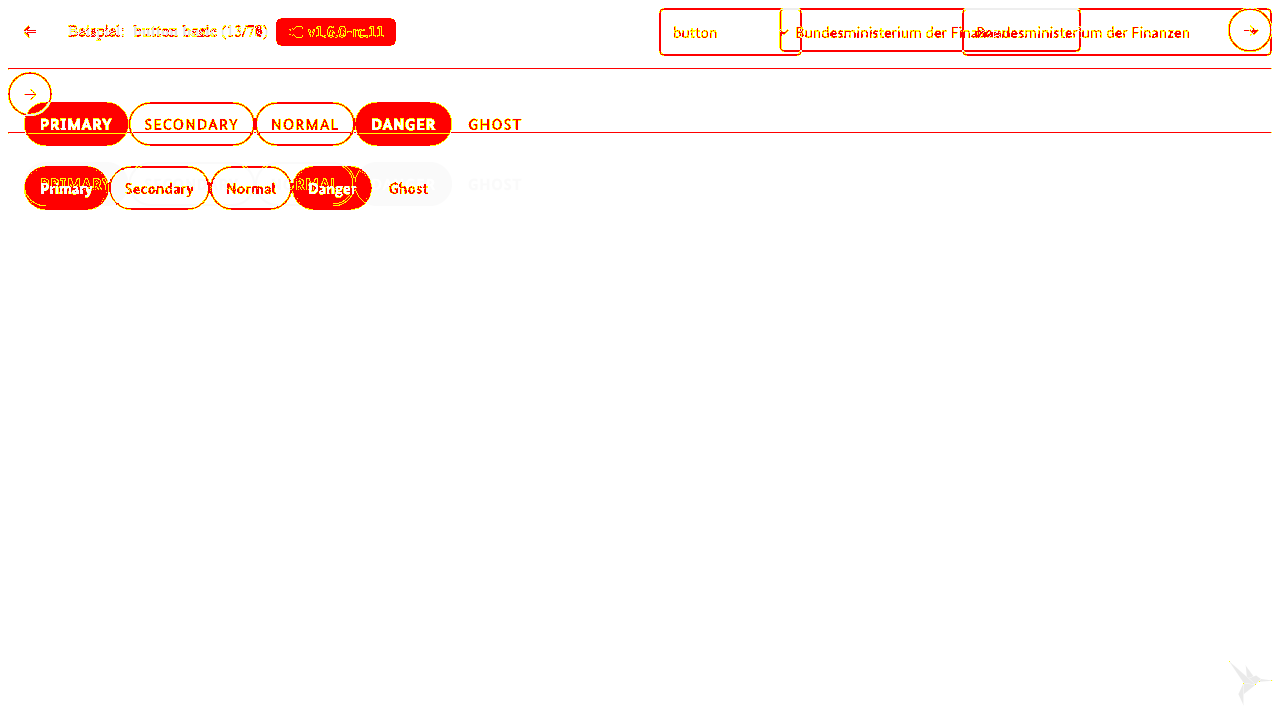 Beispiel: button-basic (13/78) v1.6.0-rc.11 button Bundesministerium der Finanzen
Bundesministerium der Finanzen
PRIMARY SECONDARY NORMAL DANGER GHOST
Primary Secondary Normal Danger Ghost
PRIMARY GHOST